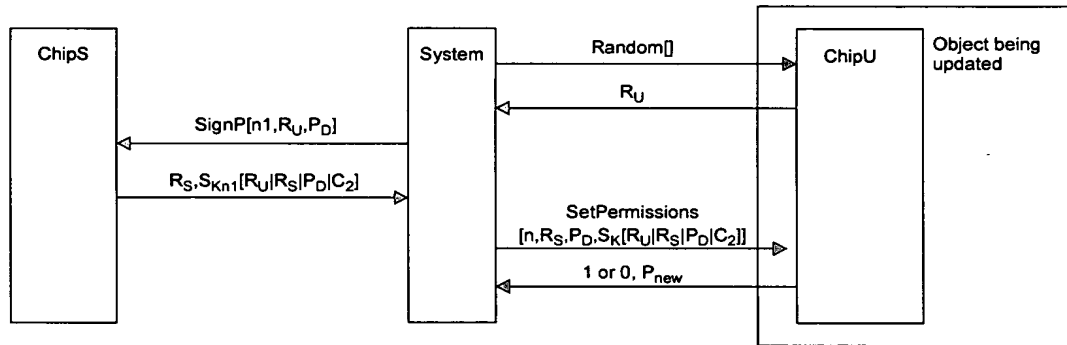 ChipS
System
ChipU
Object being
updated
Random[]
R_U
SignP[n1,R_U,P_D]
R_S,S_Kn1[R_U|R_S|P_D|C_2]
SetPermissions
[n,R_S,P_D,S_K[R_U|R_S|P_D|C_2]]
1 or 0, P_new